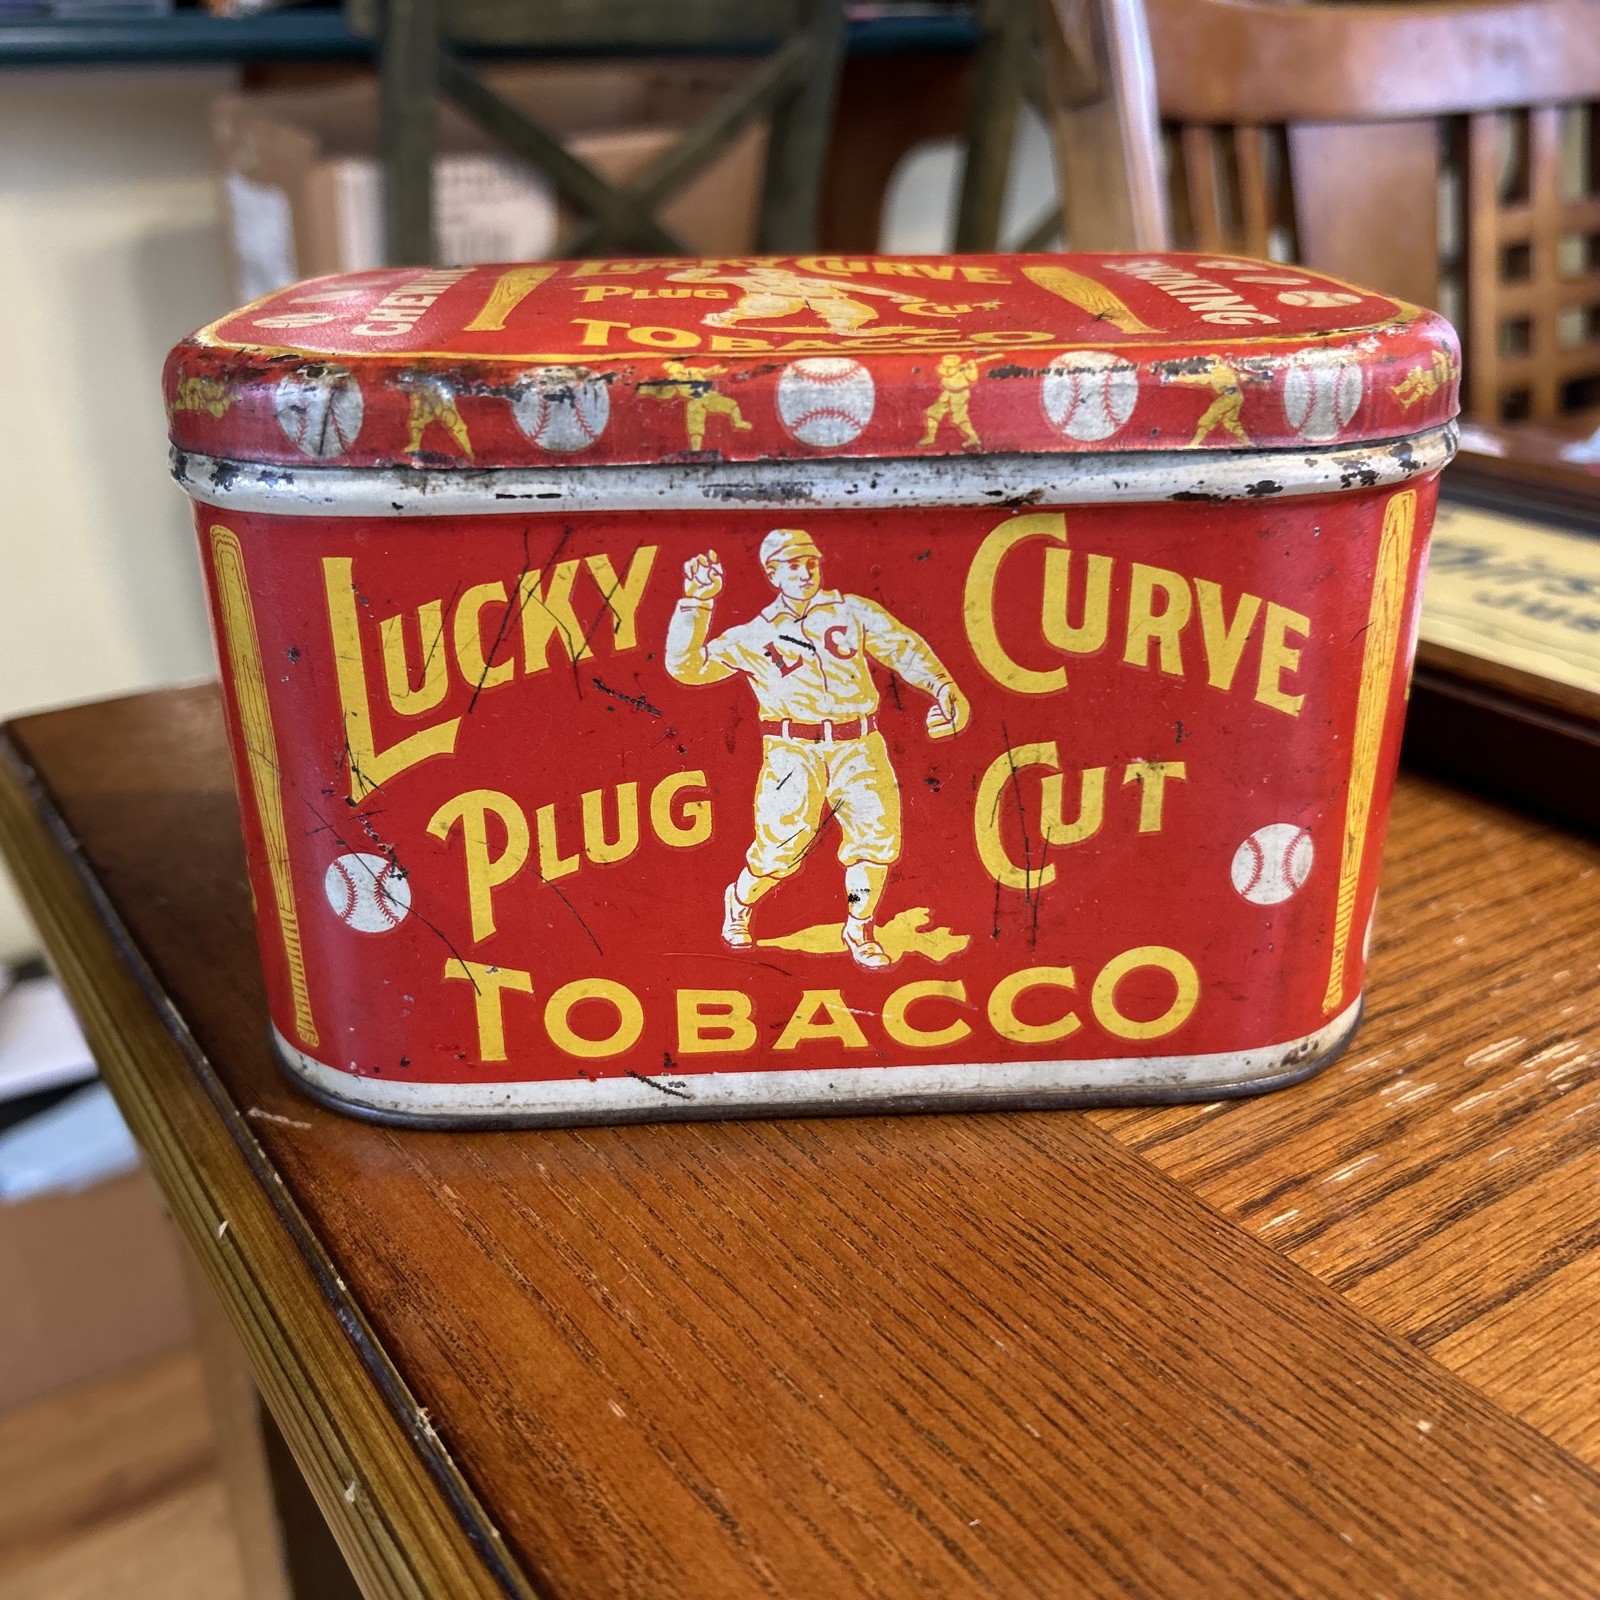 CHEWING
LUCKY CURVE
PLUG CUT
TOBACCO
SMOKING
LUCKY CURVE
L C
PLUG CUT
TOBACCO